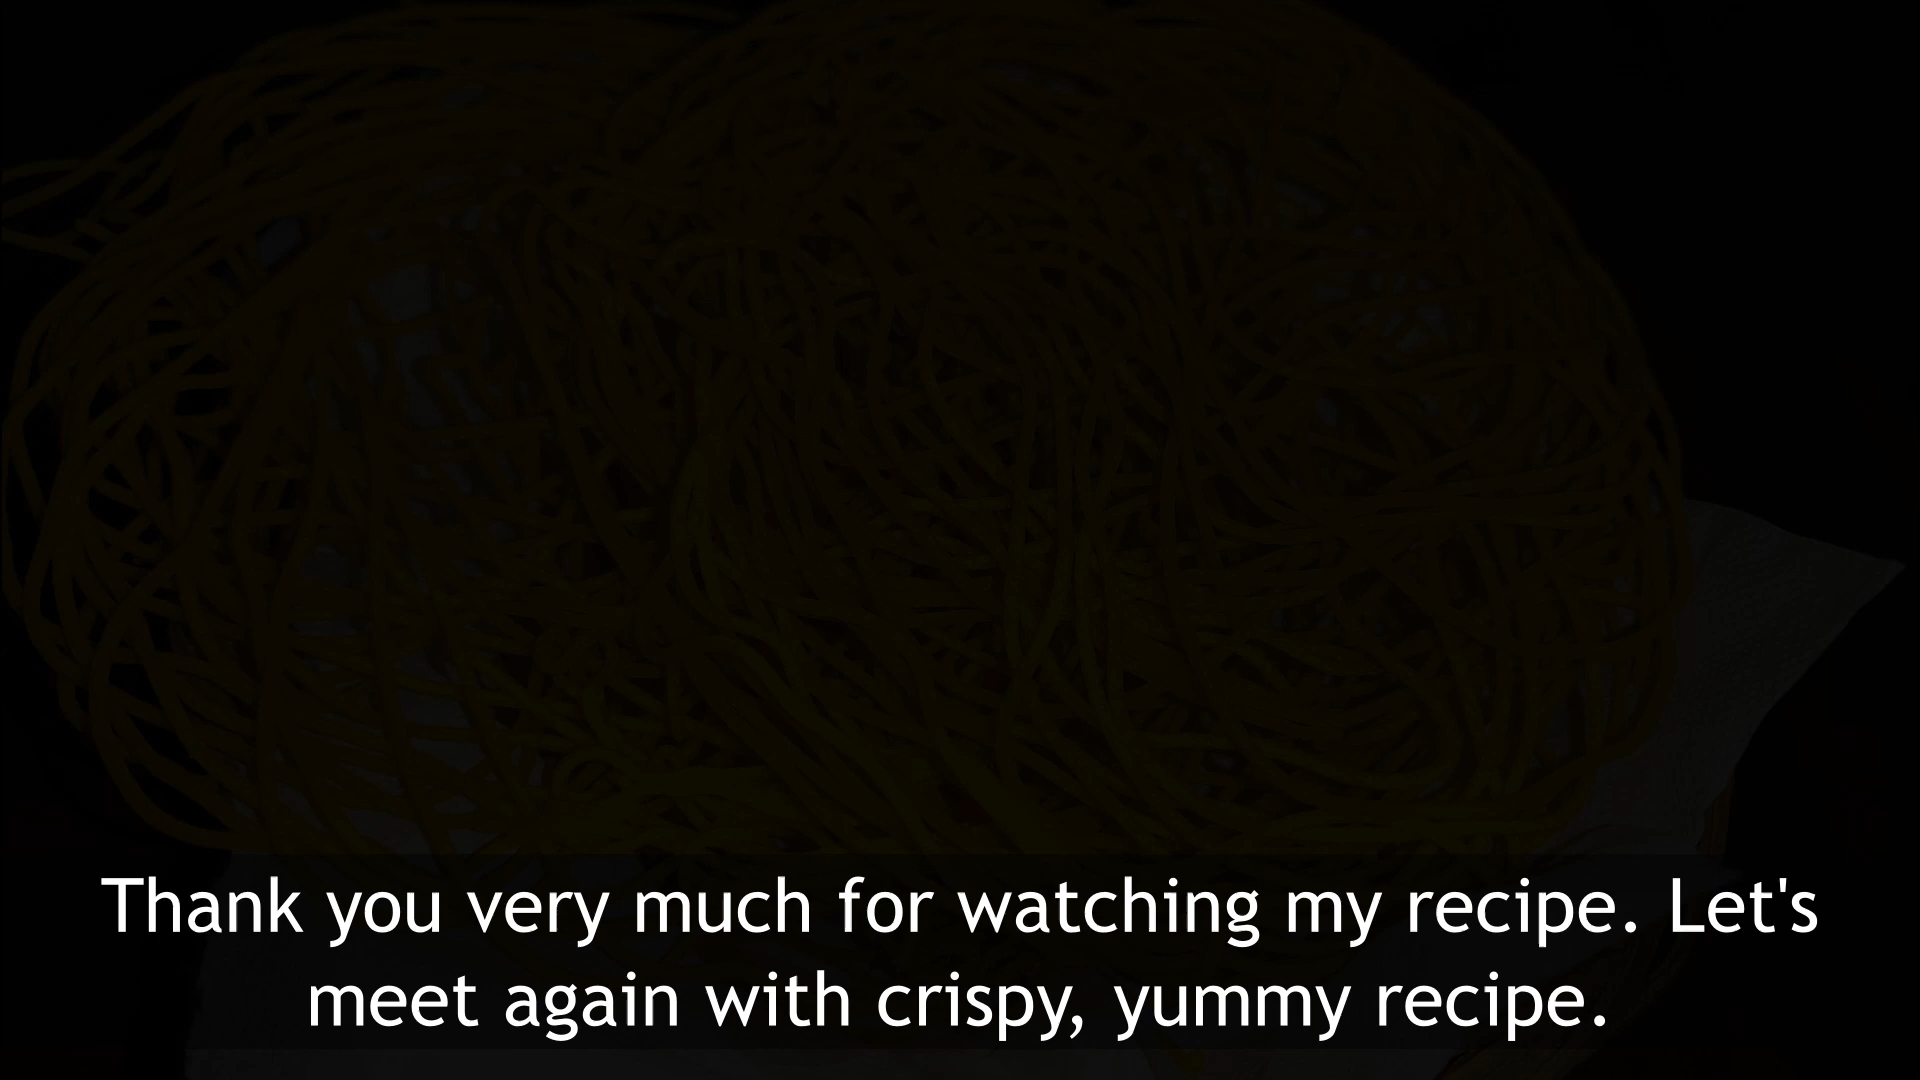 Thank you very much for watching my recipe. Let's
meet again with crispy, yummy recipe.